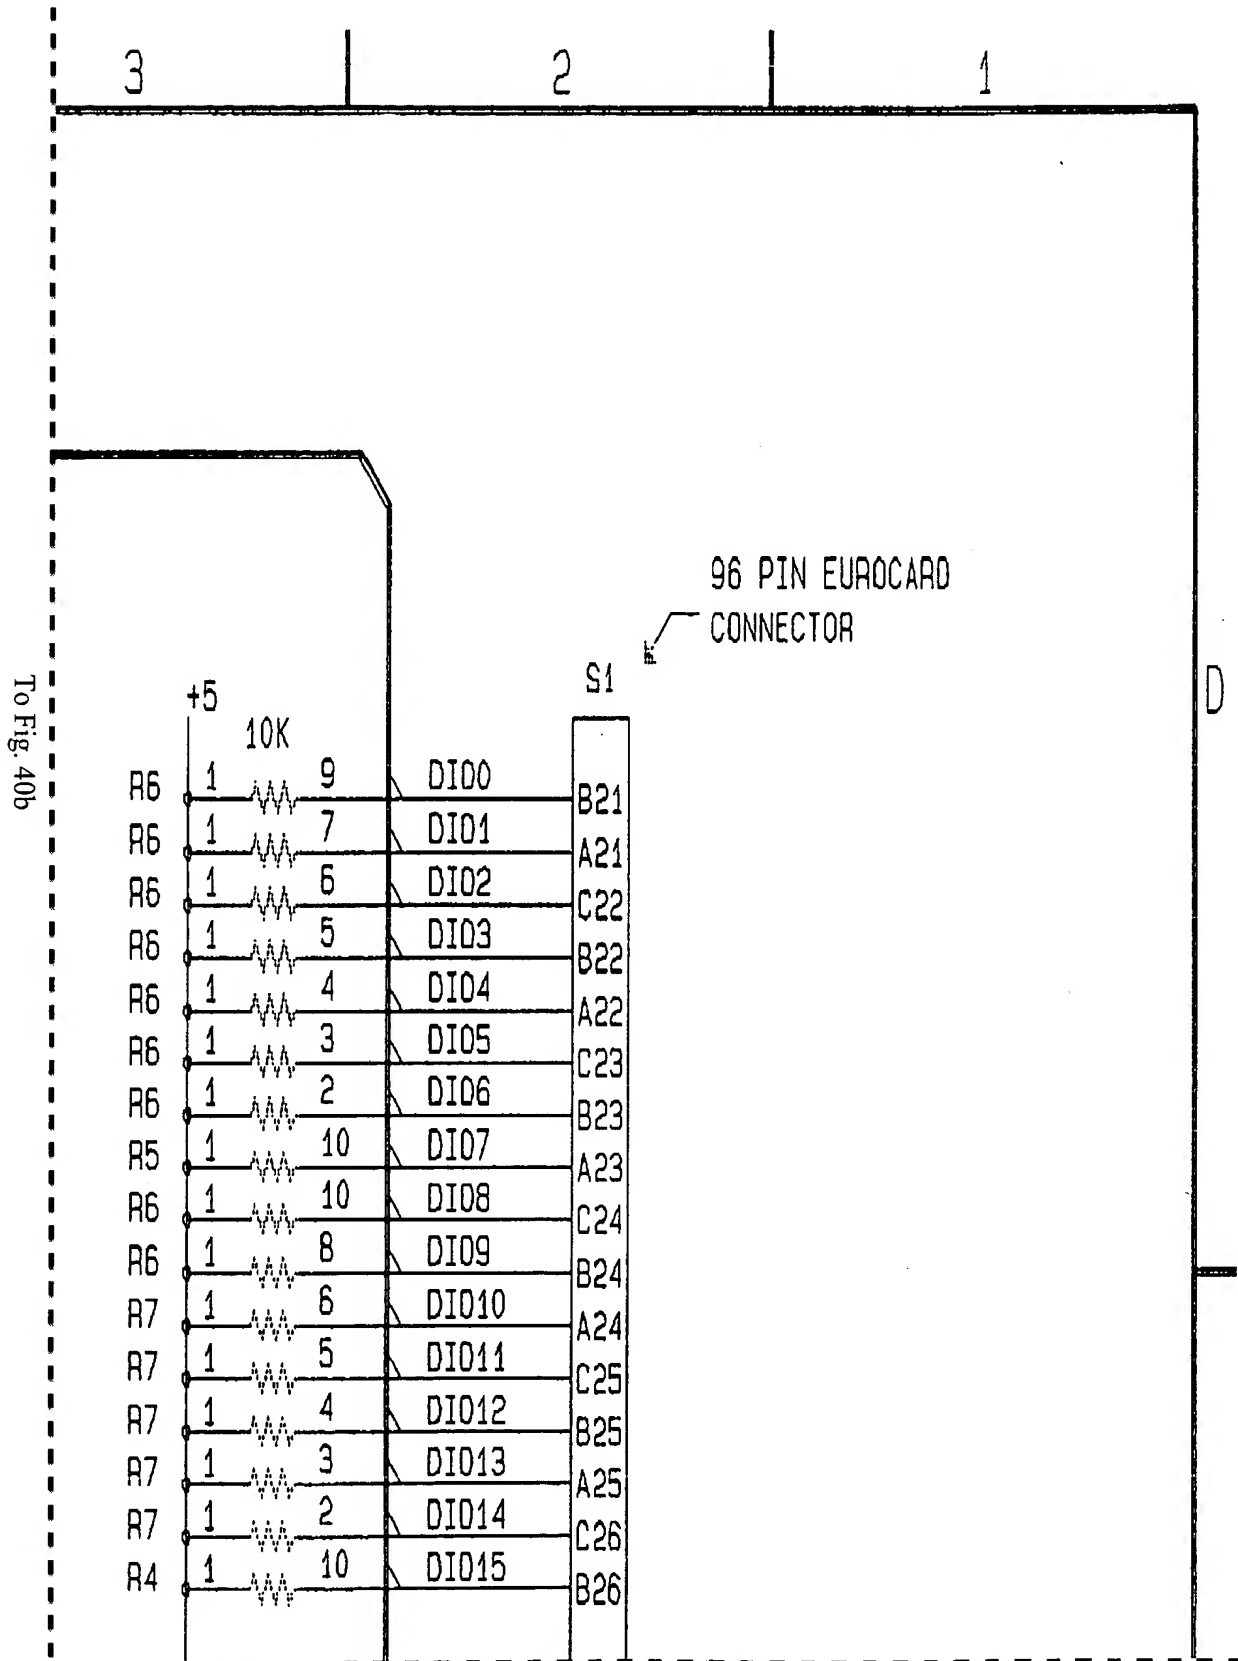 3 2 1
96 PIN EUROCARD
CONNECTOR
D
To Fig. 40b
S1
+5
10K
R6 1 9 DIO0 B21
R6 1 7 DIO1 A21
R6 1 6 DIO2 C22
R6 1 5 DIO3 B22
R6 1 4 DIO4 A22
R6 1 3 DIO5 C23
R6 1 2 DIO6 B23
R5 1 10 DIO7 A23
R6 1 10 DIO8 C24
R6 1 8 DIO9 B24
R7 1 6 DIO10 A24
R7 1 5 DIO11 C25
R7 1 4 DIO12 B25
R7 1 3 DIO13 A25
R7 1 2 DIO14 C26
R4 1 10 DIO15 B26